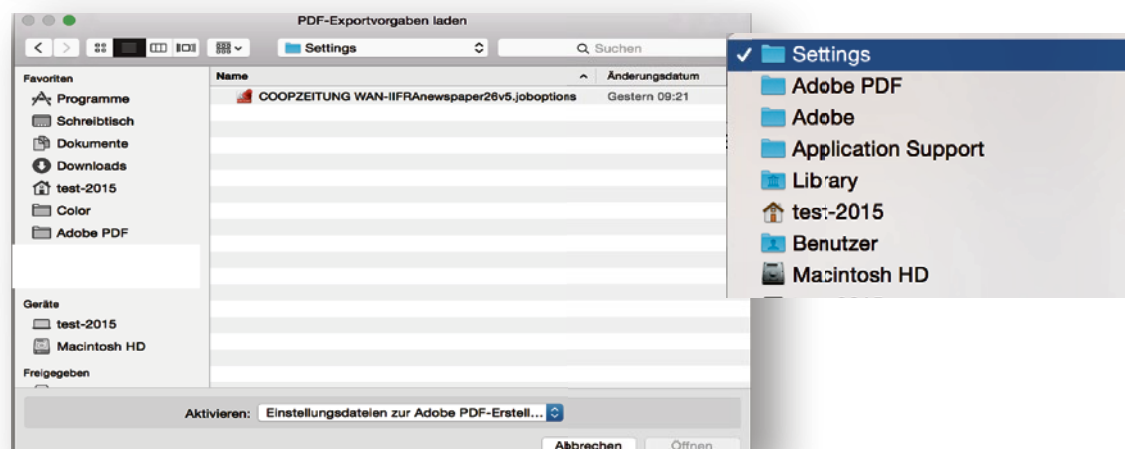 PDF-Exportvorgaben laden
Settings
Suchen
Favoriten
Programme
Schreibtisch
Dokumente
Downloads
test-2015
Color
Adobe PDF
Geräte
test-2015
Macintosh HD
Freigegeben
Name Änderungsdatum
COOPZEITUNG WAN-IIFRAnewspaper26v5.joboptions Gestern 09:21
Aktivieren: Einstellungsdateien zur Adobe PDF-Erstell...
Abbrechen Öffnen
Settings
Adobe PDF
Adobe
Application Support
Library
test-2015
Benutzer
Macintosh HD